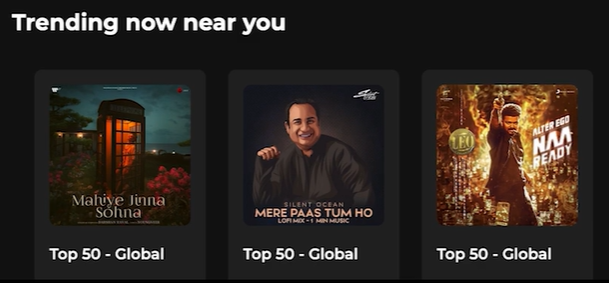 Trending now near you
Mahiye Jinna
Sohna
SILENT OCEAN
MERE PAAS TUM HO
LOFI MIX - 1 MIN MUSIC
ALTER EGO
NAA
READY
LEO
Top 50 - Global
Top 50 - Global
Top 50 - Global